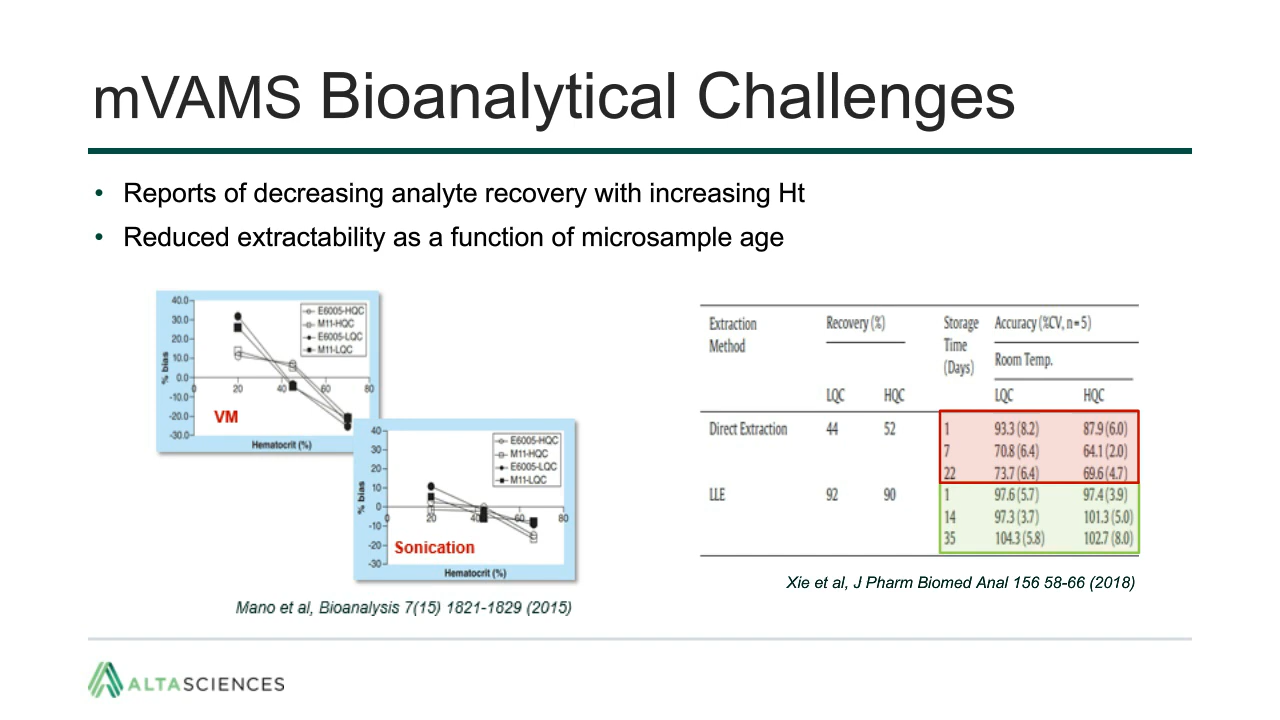 mVAMS Bioanalytical Challenges
• Reports of decreasing analyte recovery with increasing Ht
• Reduced extractability as a function of microsample age
40.0
30.0
20.0
10.0
0.0
-10.0
-20.0
-30.0
% bias
0 20 40 60 80
E6005-HQC
M11-HQC
E6005-LQC
M11-LQC
VM
Hematocrit (%)
40
30
20
10
0
-10
-20
-30
% bias
0 20 40 60 80
E6005-HQC
M11-HQC
E6005-LQC
M11-LQC
Sonication
Hematocrit (%)
Mano et al, Bioanalysis 7(15) 1821-1829 (2015)
Extraction Method Recovery (%) Storage Time (Days) Accuracy (%CV, n=5)
Room Temp.
LQC HQC LQC HQC
Direct Extraction 44 52 1 93.3 (8.2) 87.9 (6.0)
7 70.8 (6.4) 64.1 (2.0)
22 73.7 (6.4) 69.6 (4.7)
LLE 92 90 1 97.6 (5.7) 97.4 (3.9)
14 97.3 (3.7) 101.3 (5.0)
35 104.3 (5.8) 102.7 (8.0)
Xie et al, J Pharm Biomed Anal 156 58-66 (2018)
ALTASCIENCES